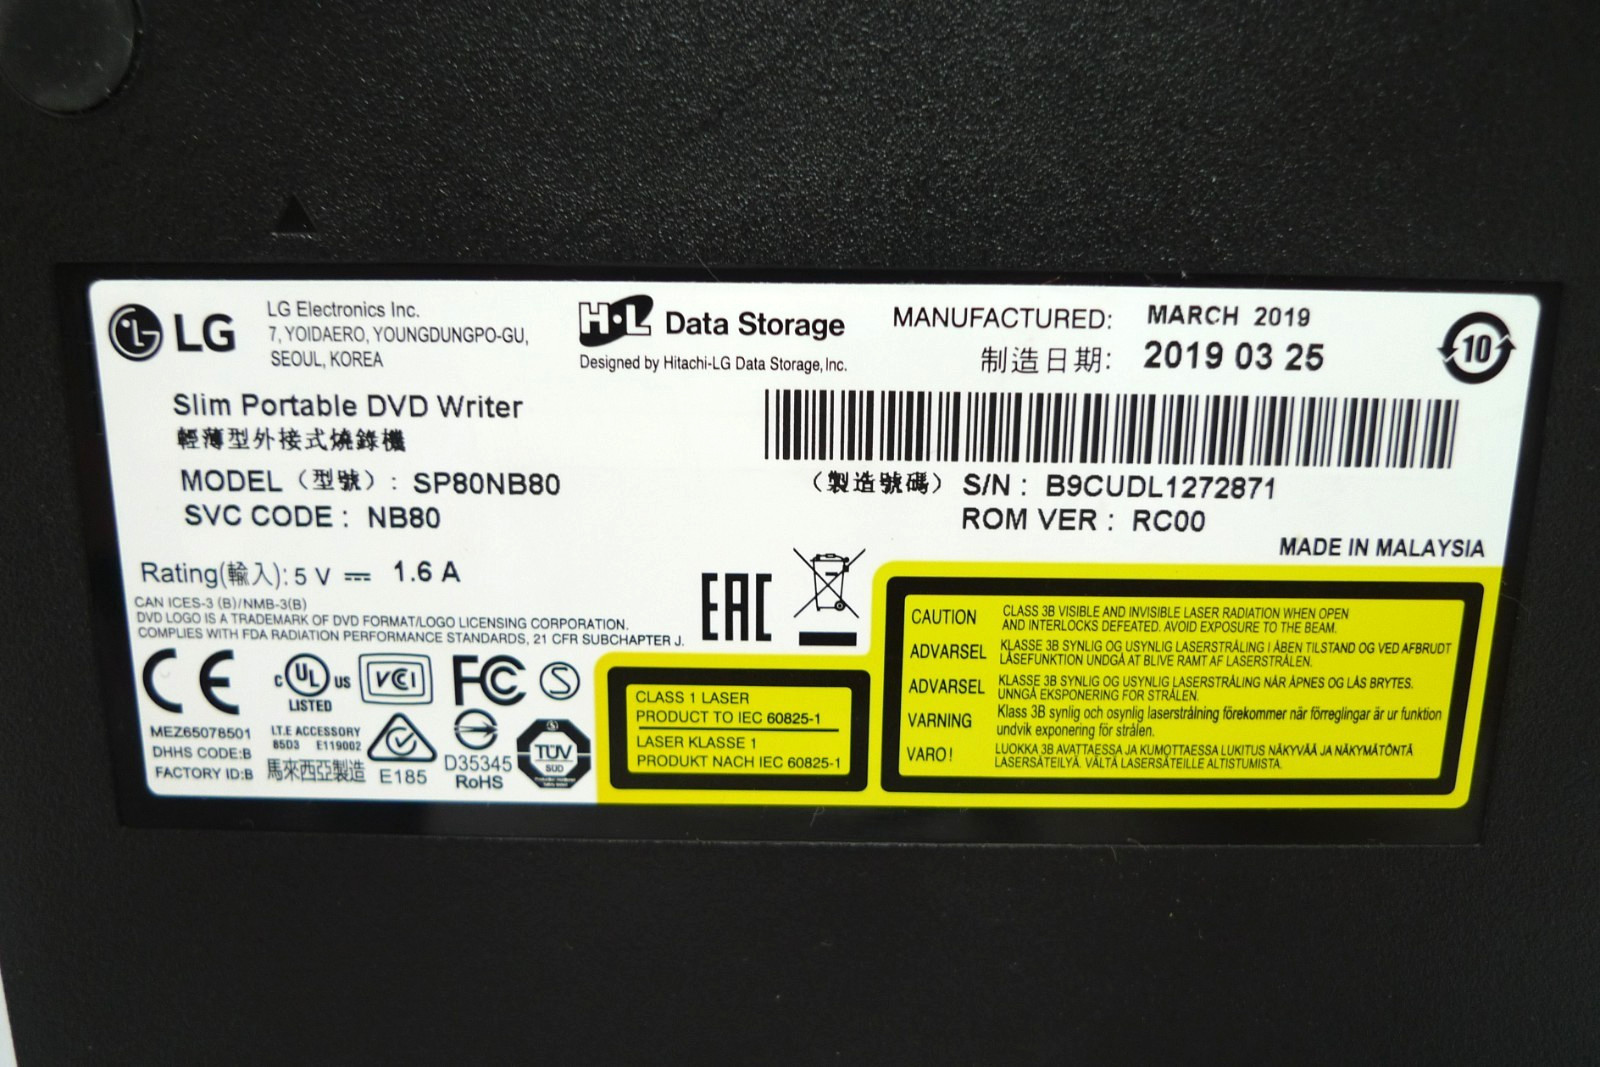 LG
LG Electronics Inc.
7, YOIDAERO, YOUNGDUNGPO-GU,
SEOUL, KOREA
H·L Data Storage
Designed by Hitachi-LG Data Storage, Inc.
MANUFACTURED: MARCH 2019
制造日期: 2019 03 25
10
Slim Portable DVD Writer
輕薄型外接式燒錄機
MODEL (型號) : SP80NB80
SVC CODE : NB80
(製造號碼) S/N : B9CUDL1272871
ROM VER : RC00
MADE IN MALAYSIA
Rating(輸入): 5 V ⎓ 1.6 A
CAN ICES-3 (B)/NMB-3(B)
DVD LOGO IS A TRADEMARK OF DVD FORMAT/LOGO LICENSING CORPORATION.
COMPLIES WITH FDA RADIATION PERFORMANCE STANDARDS, 21 CFR SUBCHAPTER J.
EAC
CE
c UL US
LISTED
VCI
FC
S
MEZ65078501
DHHS CODE:B
FACTORY ID:B
I.T.E ACCESSORY
85D3 E119002
馬來西亞製造
E185
D35345
RoHS
TÜV
SÜD
CLASS 1 LASER
PRODUCT TO IEC 60825-1
LASER KLASSE 1
PRODUKT NACH IEC 60825-1
CAUTION CLASS 3B VISIBLE AND INVISIBLE LASER RADIATION WHEN OPEN
AND INTERLOCKS DEFEATED. AVOID EXPOSURE TO THE BEAM.
ADVARSEL KLASSE 3B SYNLIG OG USYNLIG LASERSTRÅLING I ÅBEN TILSTAND OG VED AFBRUDT
LÅSEFUNKTION UNDGÅ AT BLIVE RAMT AF LASERSTRÅLEN.
ADVARSEL KLASSE 3B SYNLIG OG USYNLIG LASERSTRÅLING NÅR ÅPNES OG LÅS BRYTES.
UNNGÅ EKSPONERING FOR STRÅLEN.
VARNING Klass 3B synlig och osynlig laserstrålning förekommer när förreglingar är ur funktion
undvik exponering för strålen.
VARO! LUOKKA 3B AVATTAESSA JA KUMOTTAESSA LUKITUS NÄKYVÄÄ JA NÄKYMÄTÖNTÄ
LASERSÄTEILYÄ. VÄLTÄ LASERSÄTEILLE ALTISTUMISTA.